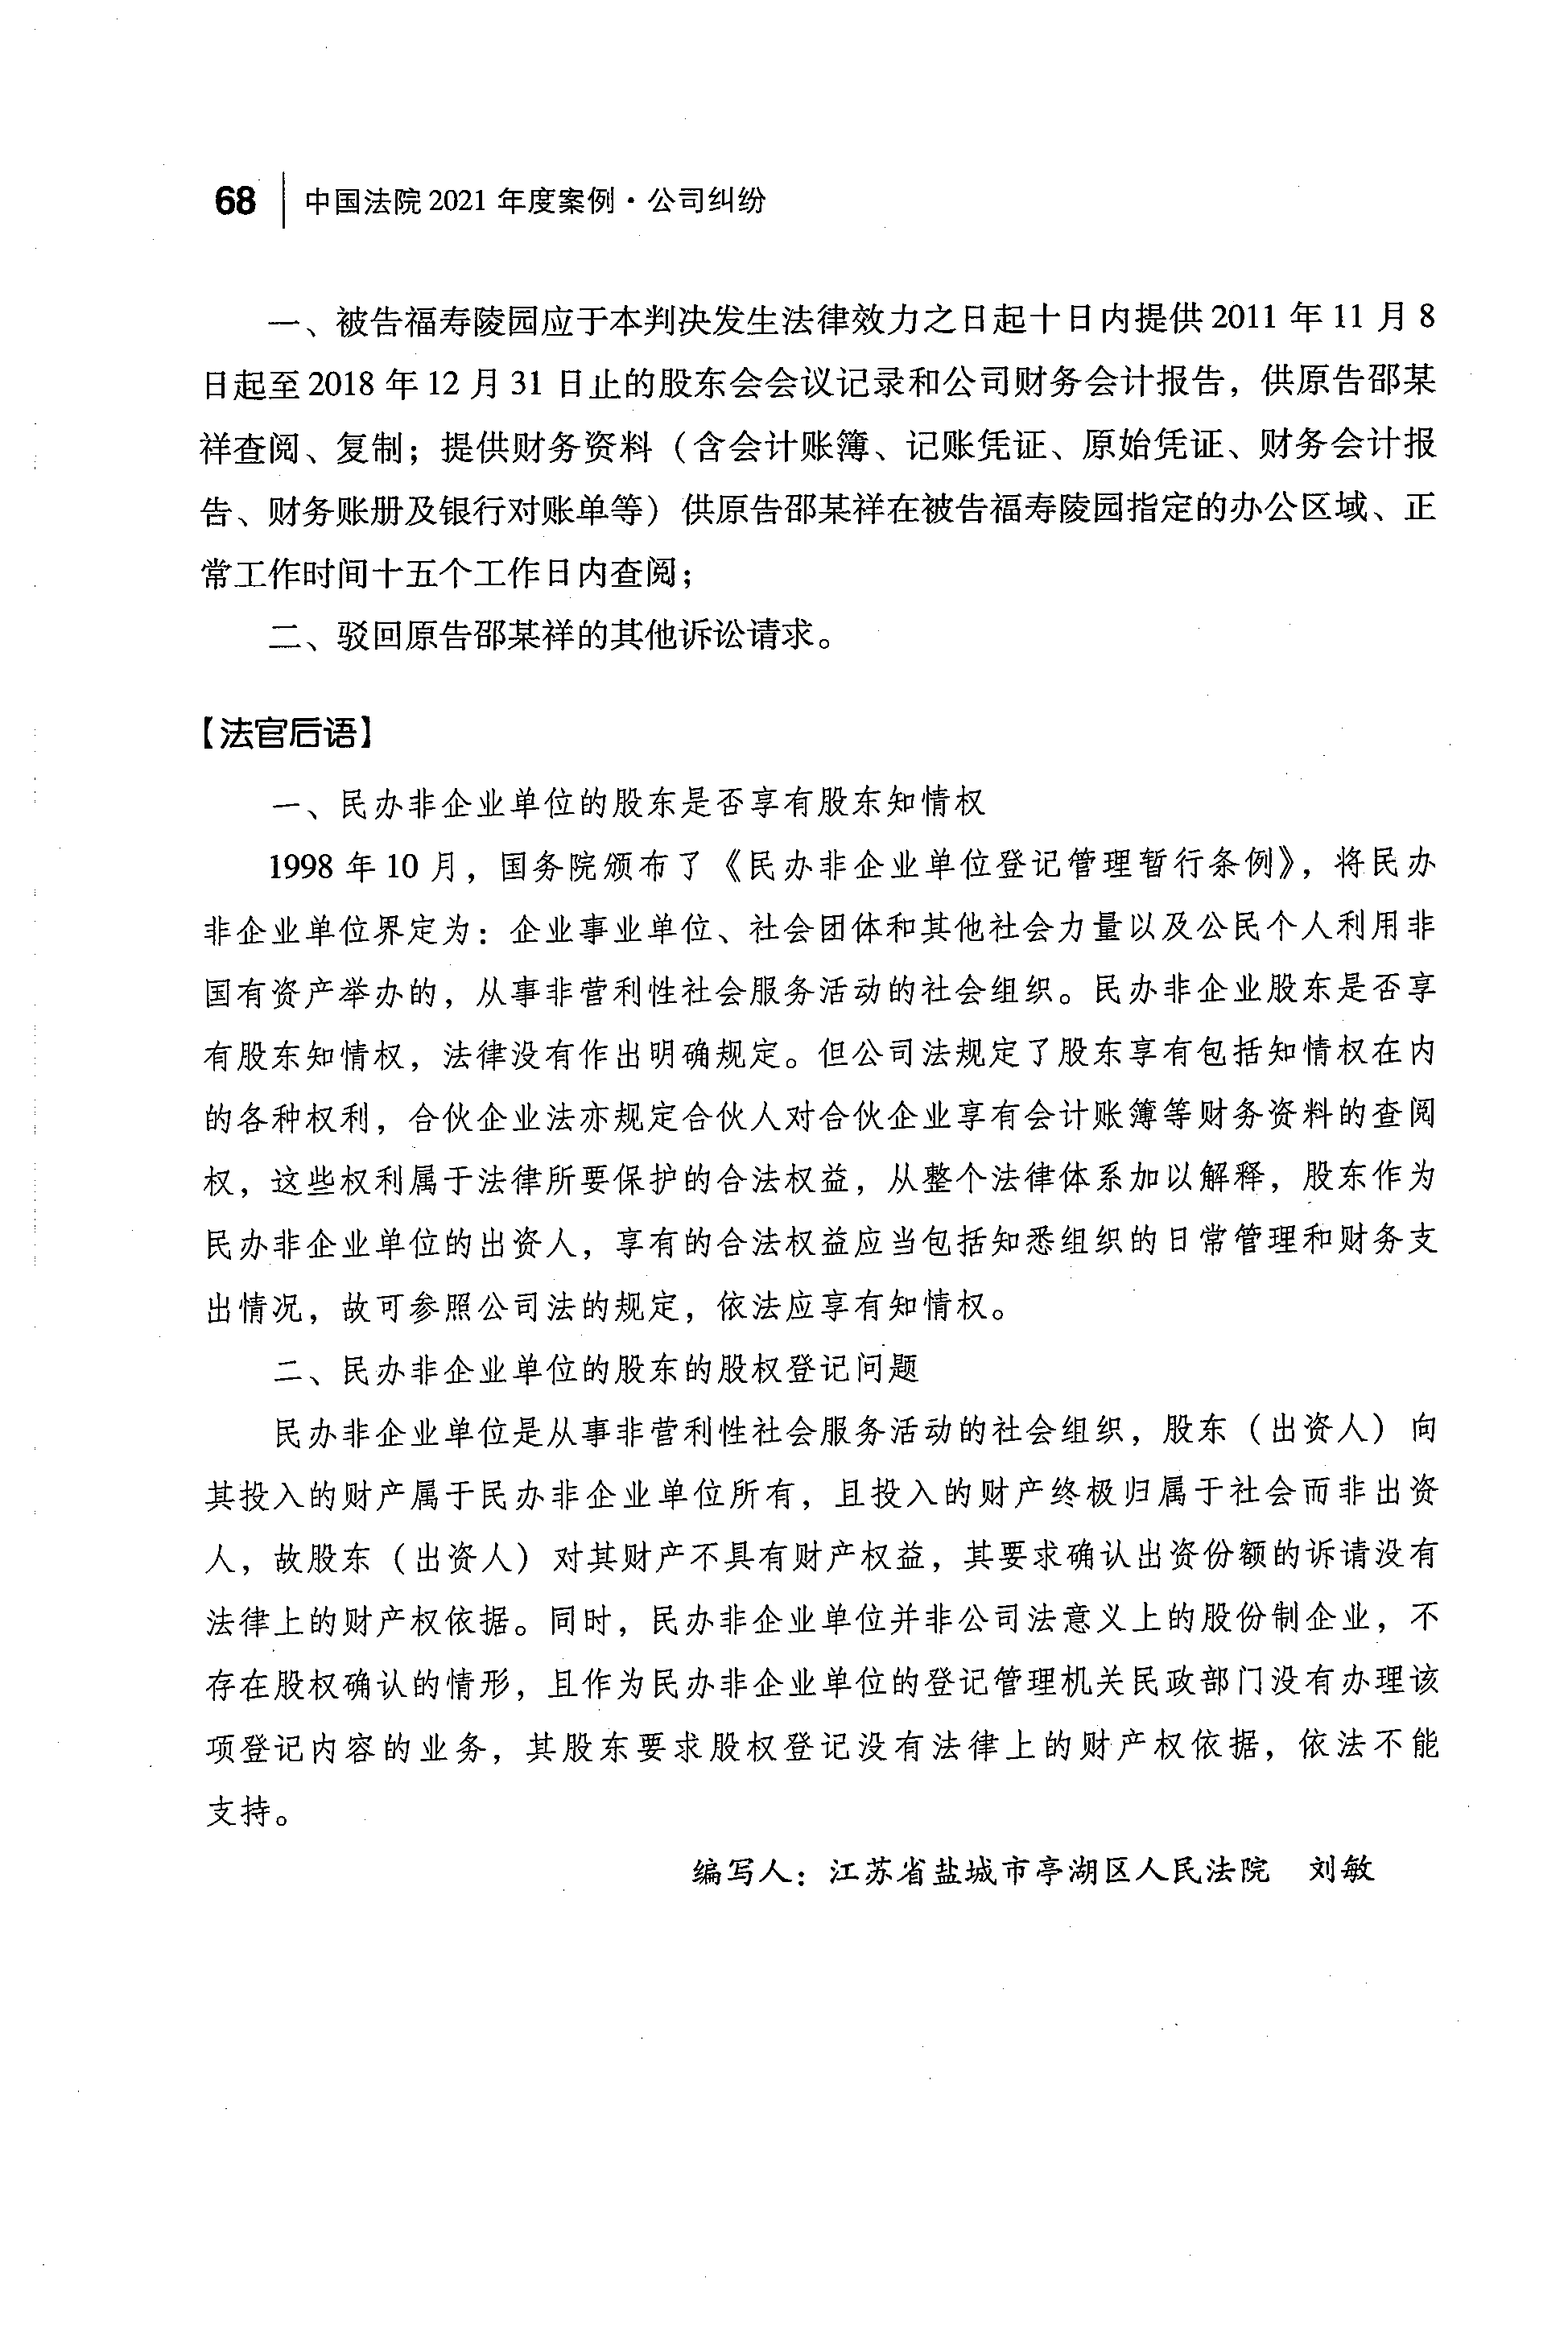 68 中国法院2021年度案例·公司纠纷
一、被告福寿陵园应于本判决发生法律效力之日起十日内提供2011年11月8
日起至2018年12月31日止的股东会会议记录和公司财务会计报告，供原告邵某
祥查阅、复制；提供财务资料（含会计账簿、记账凭证、原始凭证、财务会计报
告、财务账册及银行对账单等）供原告邵某祥在被告福寿陵园指定的办公区域、正
常工作时间十五个工作日内查阅；
二、驳回原告邵某祥的其他诉讼请求。
【法官后语】
一、民办非企业单位的股东是否享有股东知情权
1998年10月，国务院颁布了《民办非企业单位登记管理暂行条例》，将民办
非企业单位界定为：企业事业单位、社会团体和其他社会力量以及公民个人利用非
国有资产举办的，从事非营利性社会服务活动的社会组织。民办非企业股东是否享
有股东知情权，法律没有作出明确规定。但公司法规定了股东享有包括知情权在内
的各种权利，合伙企业法亦规定合伙人对合伙企业享有会计账簿等财务资料的查阅
权，这些权利属于法律所要保护的合法权益，从整个法律体系加以解释，股东作为
民办非企业单位的出资人，享有的合法权益应当包括知悉组织的日常管理和财务支
出情况，故可参照公司法的规定，依法应享有知情权。
二、民办非企业单位的股东的股权登记问题
民办非企业单位是从事非营利性社会服务活动的社会组织，股东（出资人）向
其投入的财产属于民办非企业单位所有，且投入的财产终极归属于社会而非出资
人，故股东（出资人）对其财产不具有财产权益，其要求确认出资份额的诉请没有
法律上的财产权依据。同时，民办非企业单位并非公司法意义上的股份制企业，不
存在股权确认的情形，且作为民办非企业单位的登记管理机关民政部门没有办理该
项登记内容的业务，其股东要求股权登记没有法律上的财产权依据，依法不能
支持。
编写人：江苏省盐城市亭湖区人民法院 刘敏